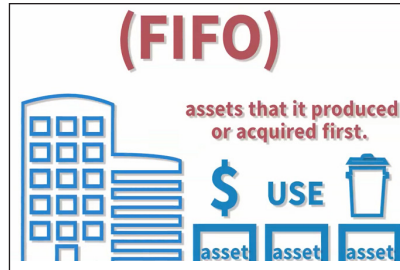 (FIFO)
assets that it produced
or acquired first.
$ USE
asset asset asset